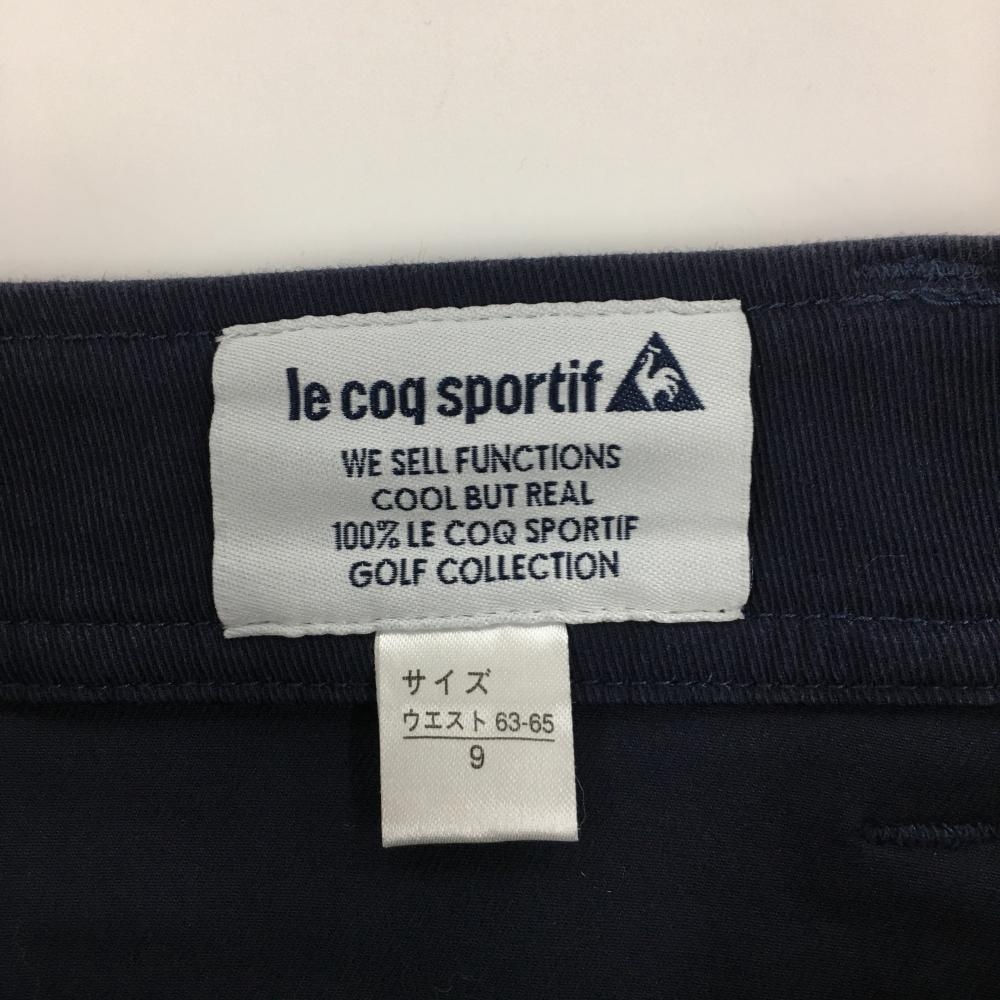 le coq sportif
WE SELL FUNCTIONS
COOL BUT REAL
100% LE COQ SPORTIF
GOLF COLLECTION
サイズ
ウエスト 63-65
9